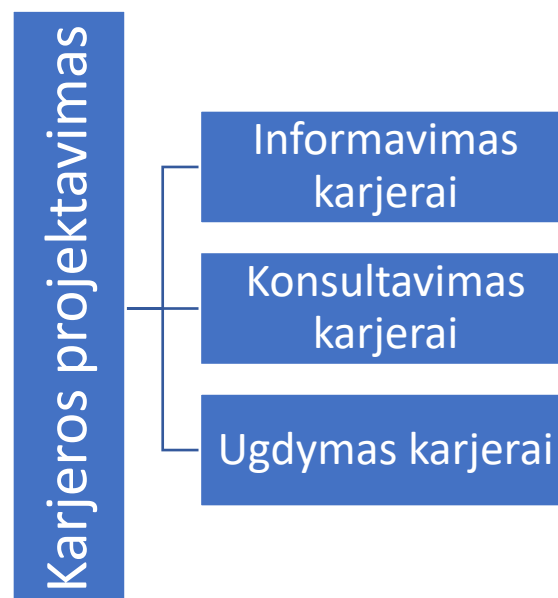 Karjeros projektavimas
Informavimas
karjerai
Konsultavimas
karjerai
Ugdymas karjerai